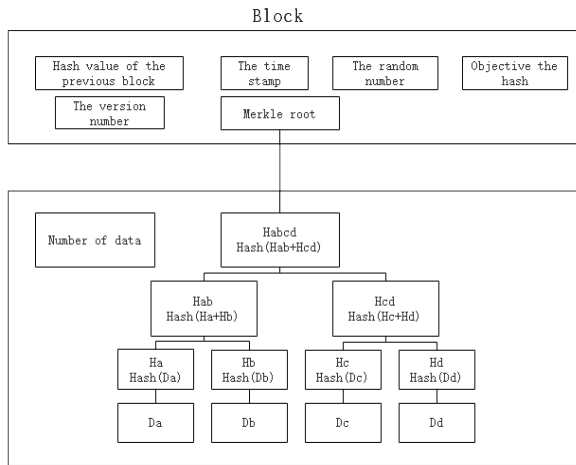 Block
Hash value of the
previous block
The time
stamp
The random
number
Objective the
hash
The version
number
Merkle root
Number of data
Habcd
Hash(Hab+Hcd)
Hab
Hash(Ha+Hb)
Hcd
Hash(Hc+Hd)
Ha
Hash(Da)
Hb
Hash(Db)
Hc
Hash(Dc)
Hd
Hash(Dd)
Da
Db
Dc
Dd